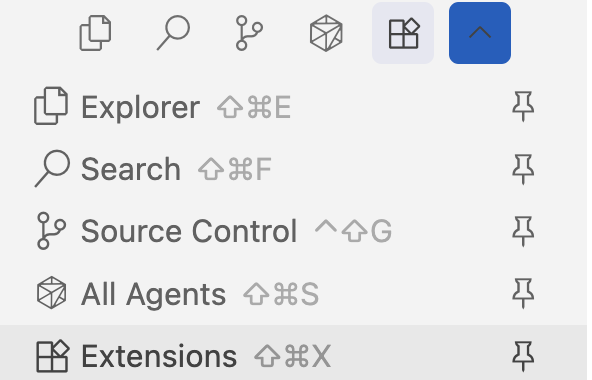 Explorer ⇧⌘E
Search ⇧⌘F
Source Control ⌃⇧G
All Agents ⇧⌘S
Extensions ⇧⌘X